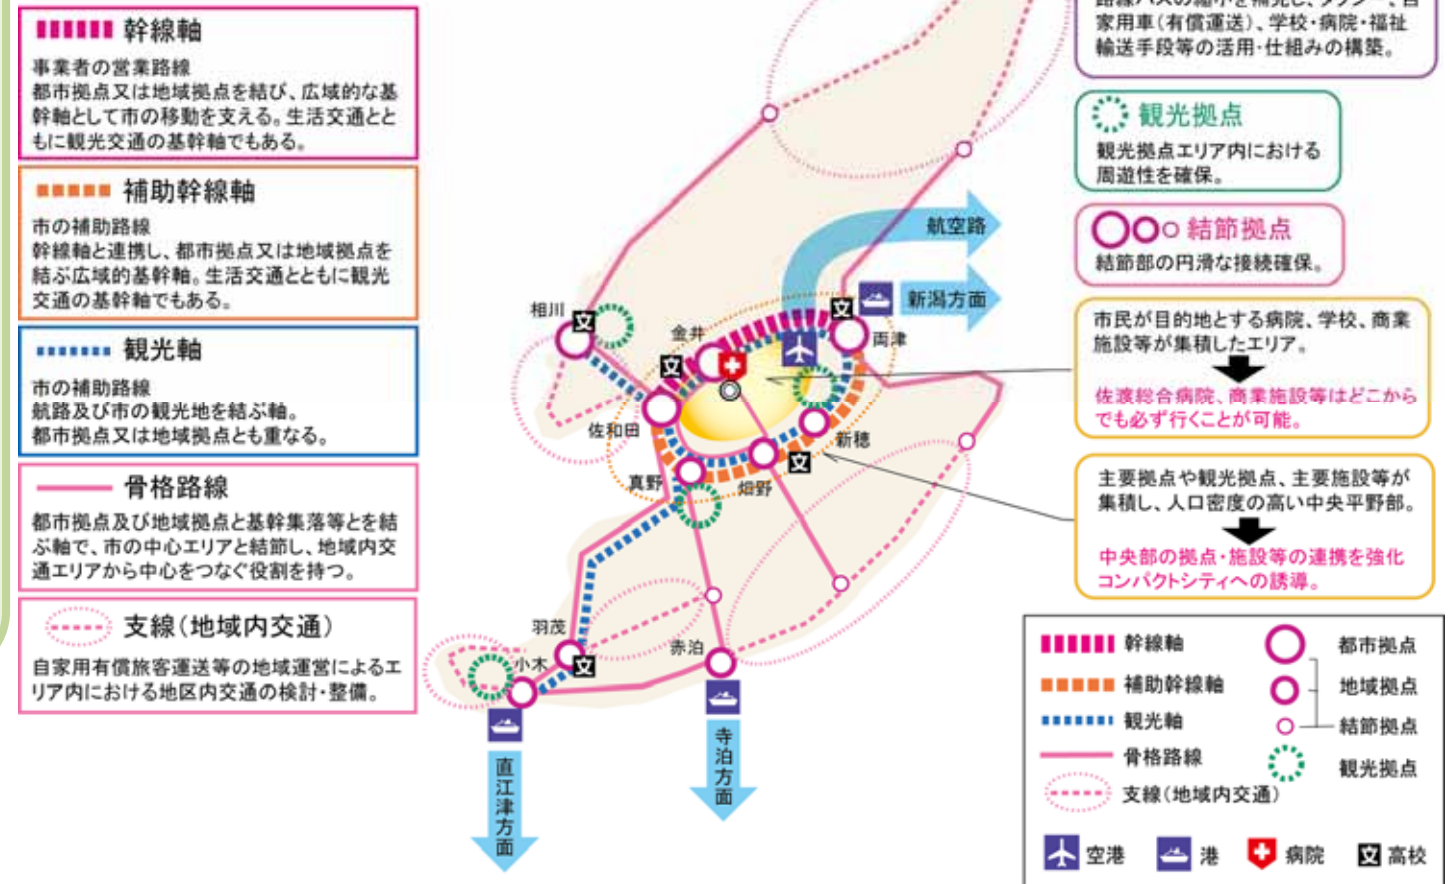 幹線軸
事業者の営業路線
都市拠点又は地域拠点を結び、広域的な基
幹軸として市の移動を支える。生活交通とと
もに観光交通の基幹軸でもある。
補助幹線軸
市の補助路線
幹線軸と連携し、都市拠点又は地域拠点を
結ぶ広域的基幹軸。生活交通とともに観光
交通の基幹軸でもある。
観光軸
市の補助路線
航路及び市の観光地を結ぶ軸。
都市拠点又は地域拠点とも重なる。
骨格路線
都市拠点及び地域拠点と基幹集落等とを結
ぶ軸で、市の中心エリアと結節し、地域内交
通エリアから中心をつなぐ役割を持つ。
支線(地域内交通)
自家用有償旅客運送等の地域運営によるエ
リア内における地区内交通の検討・整備。
航空路
新潟方面
相川
文
金井
文
文
両津
佐和田
新穂
真野
畑野
文
羽茂
小木
文
赤泊
直江津方面
寺泊方面
家用車(有償運送)、学校・病院・福祉
輸送手段等の活用・仕組みの構築。
観光拠点
観光拠点エリア内における
周遊性を確保。
結節拠点
結節部の円滑な接続確保。
市民が目的地とする病院、学校、商業
施設等が集積したエリア。
佐渡総合病院、商業施設等はどこから
でも必ず行くことが可能。
主要拠点や観光拠点、主要施設等が
集積し、人口密度の高い中央平野部。
中央部の拠点・施設等の連携を強化
コンパクトシティへの誘導。
幹線軸
補助幹線軸
観光軸
骨格路線
支線(地域内交通)
都市拠点
地域拠点
結節拠点
観光拠点
空港
港
病院
文 高校